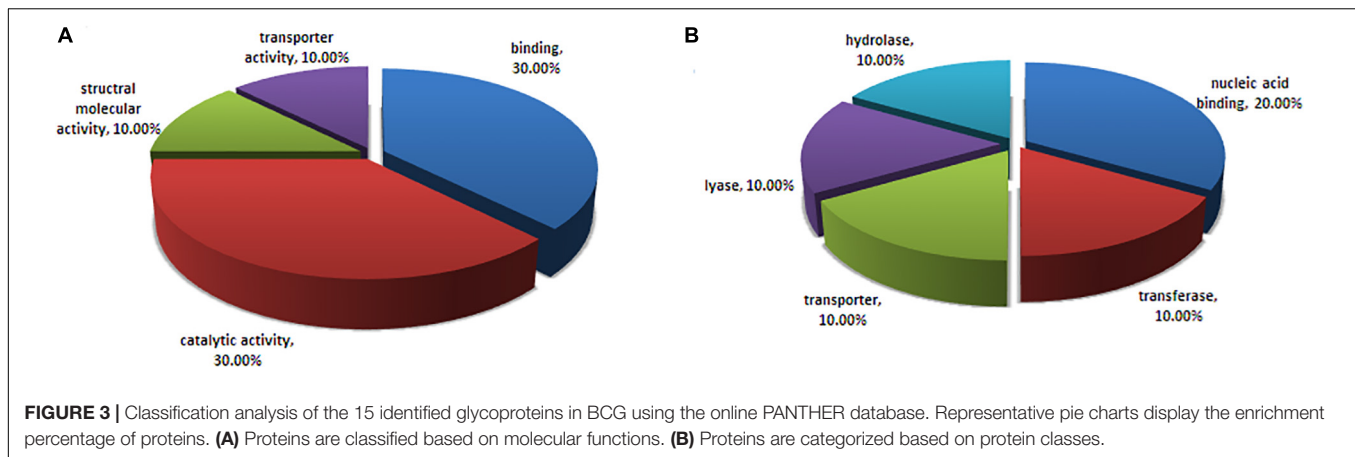 A
transporter
activity, 10.00%
binding,
30.00%
structral
molecular
activity, 10.00%
catalytic activity,
30.00%
B
hydrolase,
10.00%
nucleic acid
binding, 20.00%
lyase, 10.00%
transporter,
10.00%
transferase,
10.00%
FIGURE 3 | Classification analysis of the 15 identified glycoproteins in BCG using the online PANTHER database. Representative pie charts display the enrichment
percentage of proteins. (A) Proteins are classified based on molecular functions. (B) Proteins are categorized based on protein classes.